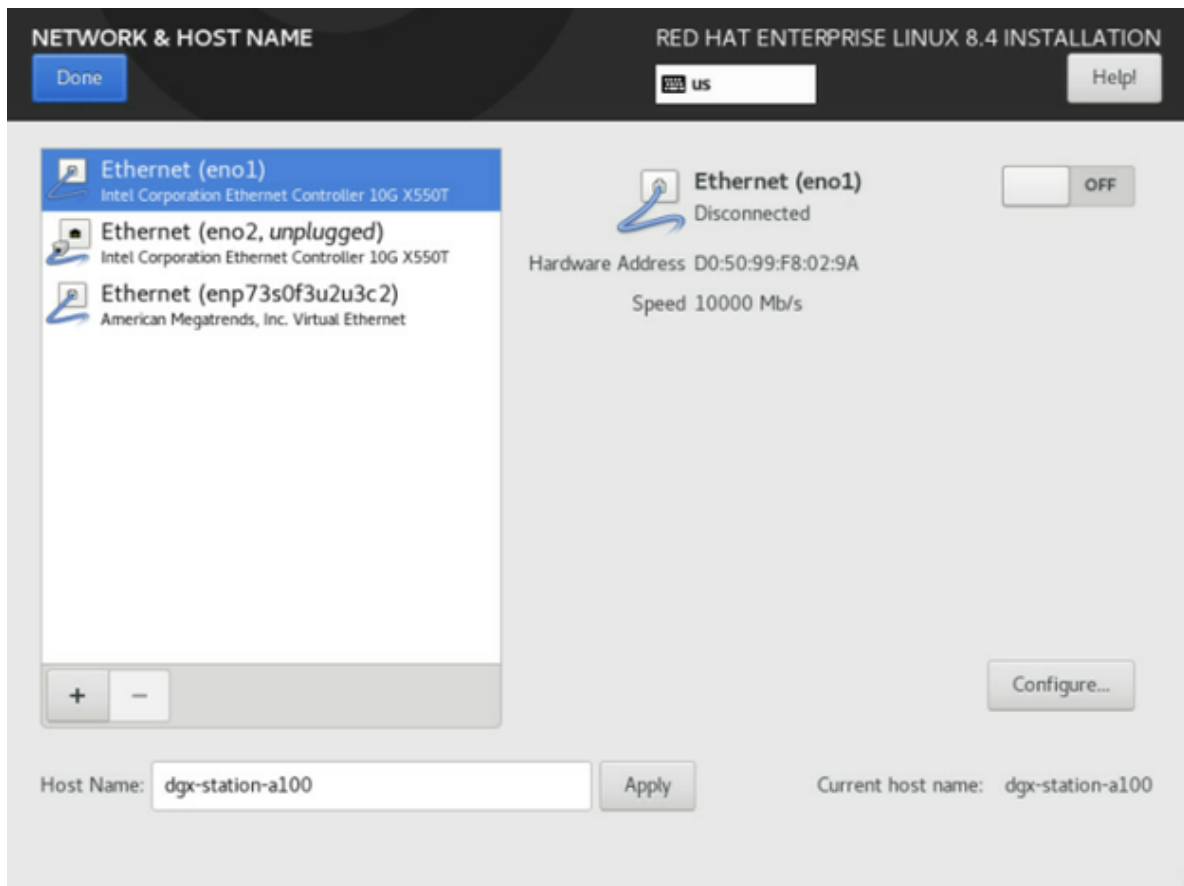 NETWORK & HOST NAME
RED HAT ENTERPRISE LINUX 8.4 INSTALLATION
Done
us
Help!
Ethernet (eno1)
Intel Corporation Ethernet Controller 10G X550T
Ethernet (eno2, unplugged)
Intel Corporation Ethernet Controller 10G X550T
Ethernet (enp73s0f3u2u3c2)
American Megatrends, Inc. Virtual Ethernet
Ethernet (eno1)
Disconnected
OFF
Hardware Address D0:50:99:F8:02:9A
Speed 10000 Mb/s
+ −
Configure...
Host Name: dgx-station-a100
Apply
Current host name: dgx-station-a100